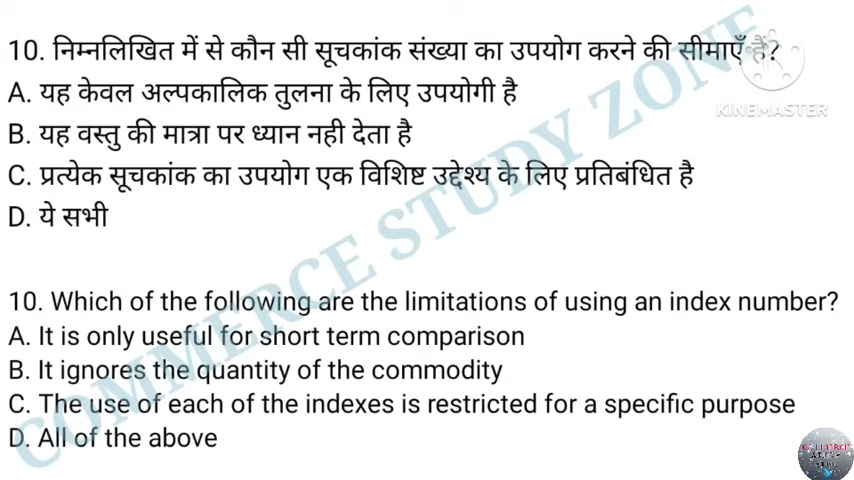 10. निम्नलिखित में से कौन सी सूचकांक संख्या का उपयोग करने की सीमाएँ हैं?
A. यह केवल अल्पकालिक तुलना के लिए उपयोगी है
B. यह वस्तु की मात्रा पर ध्यान नही देता है
C. प्रत्येक सूचकांक का उपयोग एक विशिष्ट उद्देश्य के लिए प्रतिबंधित है
D. ये सभी
10. Which of the following are the limitations of using an index number?
A. It is only useful for short term comparison
B. It ignores the quantity of the commodity
C. The use of each of the indexes is restricted for a specific purpose
D. All of the above
COMMERCE STUDY ZONE
KINEMASTER